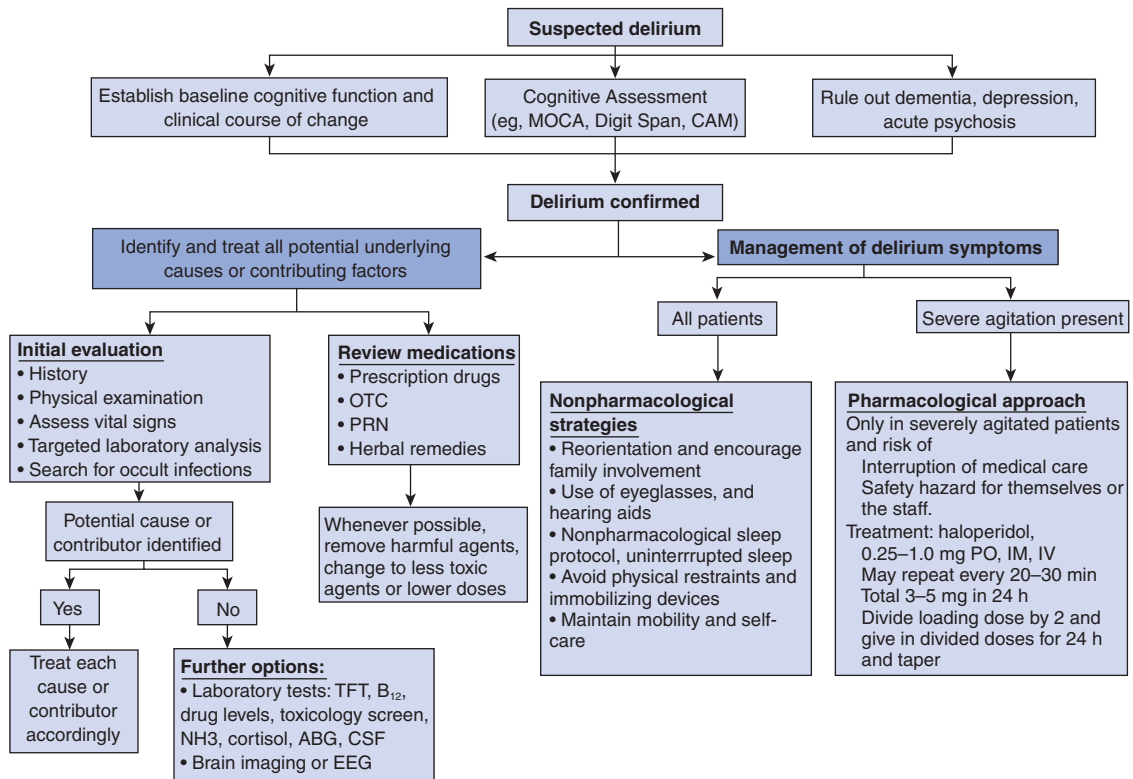 Suspected delirium
Establish baseline cognitive function and
clinical course of change
Cognitive Assessment
(eg, MOCA, Digit Span, CAM)
Rule out dementia, depression,
acute psychosis
Delirium confirmed
Identify and treat all potential underlying
causes or contributing factors
Management of delirium symptoms
All patients
Severe agitation present
Initial evaluation
• History
• Physical examination
• Assess vital signs
• Targeted laboratory analysis
• Search for occult infections
Review medications
• Prescription drugs
• OTC
• PRN
• Herbal remedies
Nonpharmacological
strategies
• Reorientation and encourage
family involvement
• Use of eyeglasses, and
hearing aids
• Nonpharmacological sleep
protocol, uninterrrupted sleep
• Avoid physical restraints and
immobilizing devices
• Maintain mobility and self-
care
Pharmacological approach
Only in severely agitated patients
and risk of
Interruption of medical care
Safety hazard for themselves or
the staff.
Treatment: haloperidol,
0.25–1.0 mg PO, IM, IV
May repeat every 20–30 min
Total 3–5 mg in 24 h
Divide loading dose by 2 and
give in divided doses for 24 h
and taper
Potential cause or
contributor identified
Whenever possible,
remove harmful agents,
change to less toxic
agents or lower doses
Yes
No
Treat each
cause or
contributor
accordingly
Further options:
• Laboratory tests: TFT, B₁₂,
drug levels, toxicology screen,
NH3, cortisol, ABG, CSF
• Brain imaging or EEG